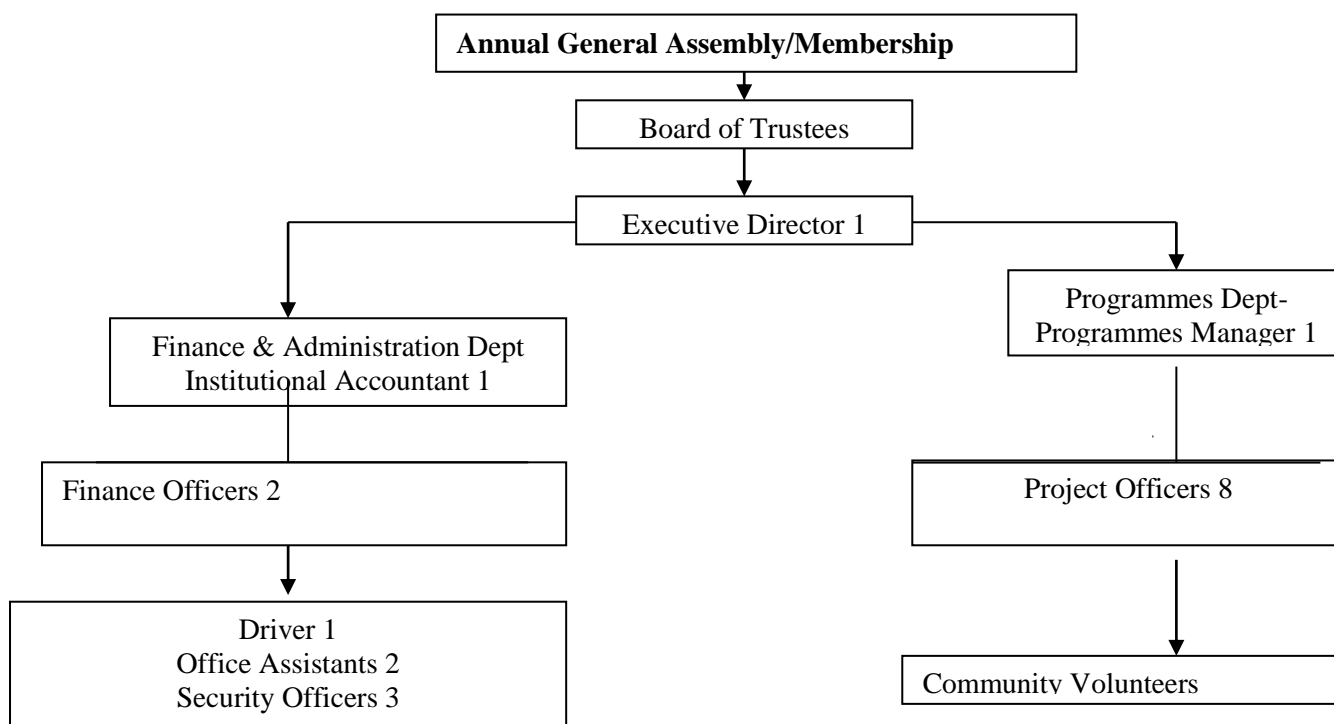 Annual General Assembly/Membership
Board of Trustees
Executive Director 1
Programmes Dept-
Programmes Manager 1
Finance & Administration Dept
Institutional Accountant 1
Finance Officers 2
Project Officers 8
Driver 1
Office Assistants 2
Security Officers 3
Community Volunteers